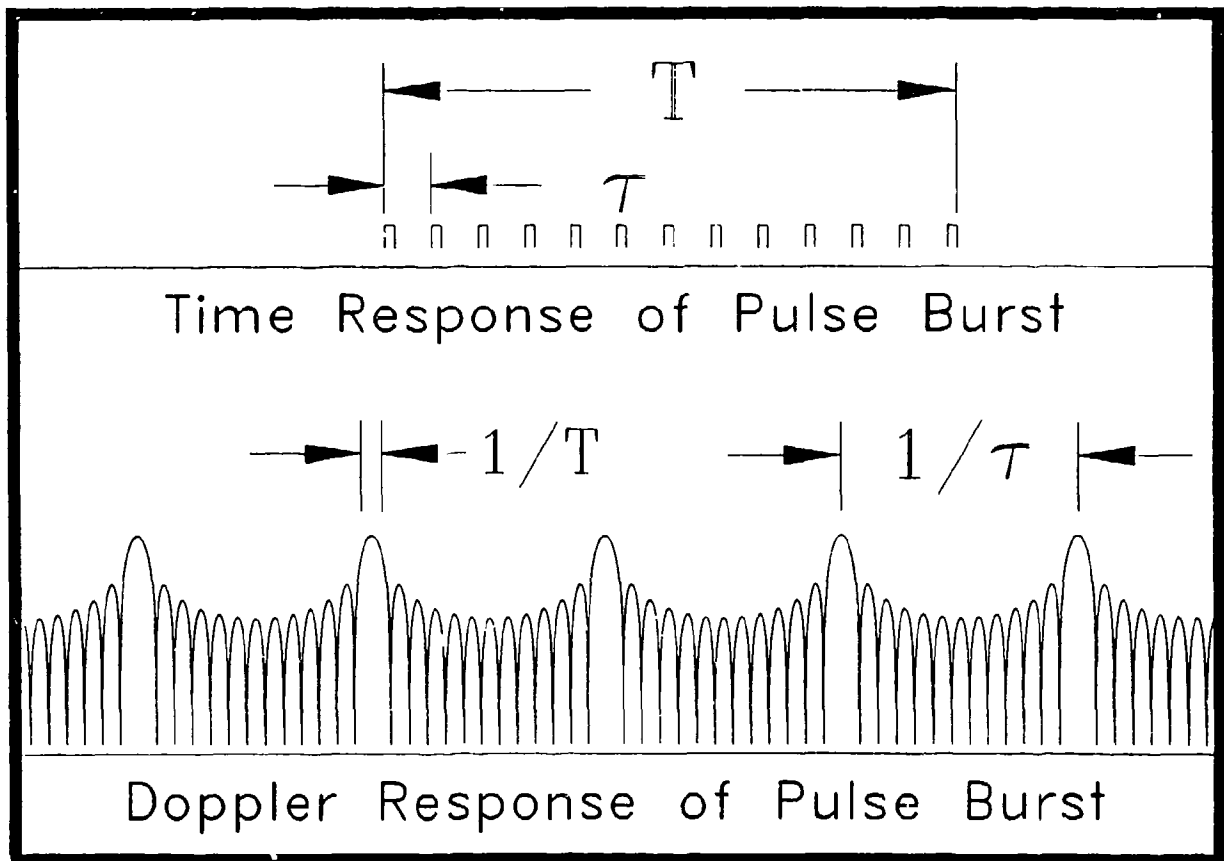 T
τ
Time Response of Pulse Burst
1/T 1/τ
Doppler Response of Pulse Burst